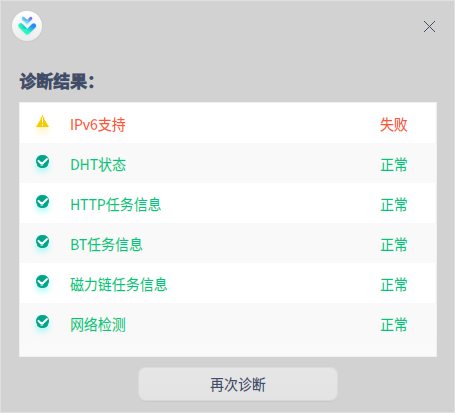 诊断结果：
IPv6支持 失败
DHT状态 正常
HTTP任务信息 正常
BT任务信息 正常
磁力链任务信息 正常
网络检测 正常
再次诊断